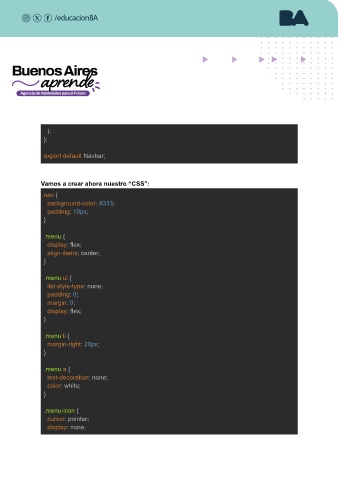 /educacionBA
BA
Buenos Aires
aprende
Agencia de Habilidades para el Futuro
);
};
export default Navbar;
Vamos a crear ahora nuestro “CSS”:
nav {
background-color: #333;
padding: 10px;
}
.menu {
display: flex;
align-items: center;
}
.menu ul {
list-style-type: none;
padding: 0;
margin: 0;
display: flex;
}
.menu li {
margin-right: 20px;
}
.menu a {
text-decoration: none;
color: white;
}
.menu-icon {
cursor: pointer;
display: none;